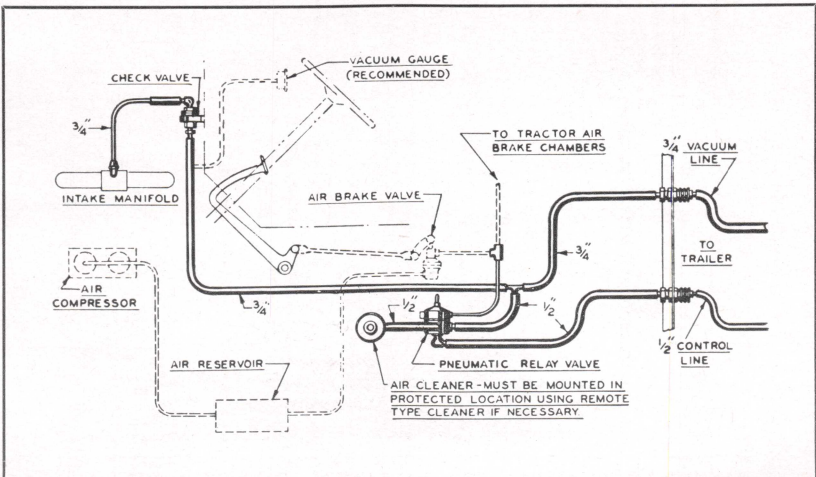 VACUUM GAUGE
(RECOMMENDED)
CHECK VALVE
3/4"
INTAKE MANIFOLD
TO TRACTOR AIR
BRAKE CHAMBERS
3/4" VACUUM
LINE
AIR BRAKE VALVE
3/4"
TO
TRAILER
AIR
COMPRESSOR
3/4"
1/2"
1/2"
1/2" CONTROL
LINE
AIR RESERVOIR
PNEUMATIC RELAY VALVE
AIR CLEANER-MUST BE MOUNTED IN
PROTECTED LOCATION USING REMOTE
TYPE CLEANER IF NECESSARY.